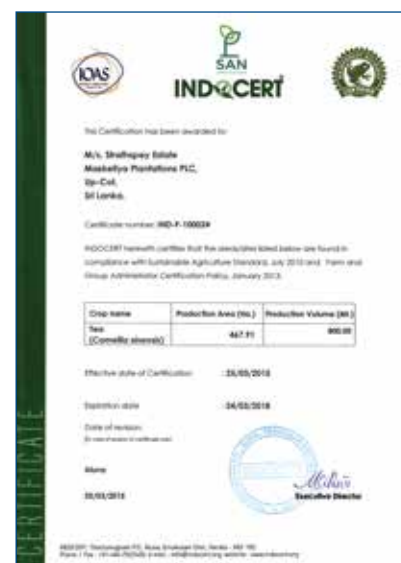 IOAS
SAN
INDOCERT
This Certification has been awarded to:
M/s. Strathspey Estate
Maskeliya Plantations PLC,
Up-Cot,
Sri Lanka.
Certificate number: IND-F-100024
INDOCERT herewith certifies that the area/sites listed below are found in
compliance with Sustainable Agriculture Standard, July 2010 and Farm and
Group Administrator Certification Policy, January 2013.
Crop name Production Area (Ha.) Production Volume (Mt.)
Tea
(Camellia sinensis) 467.91 800.00
Effective date of Certification : 25/03/2015
Expiration date : 24/03/2018
Date of revision
Aluva
Executive Director
CERTIFICATE